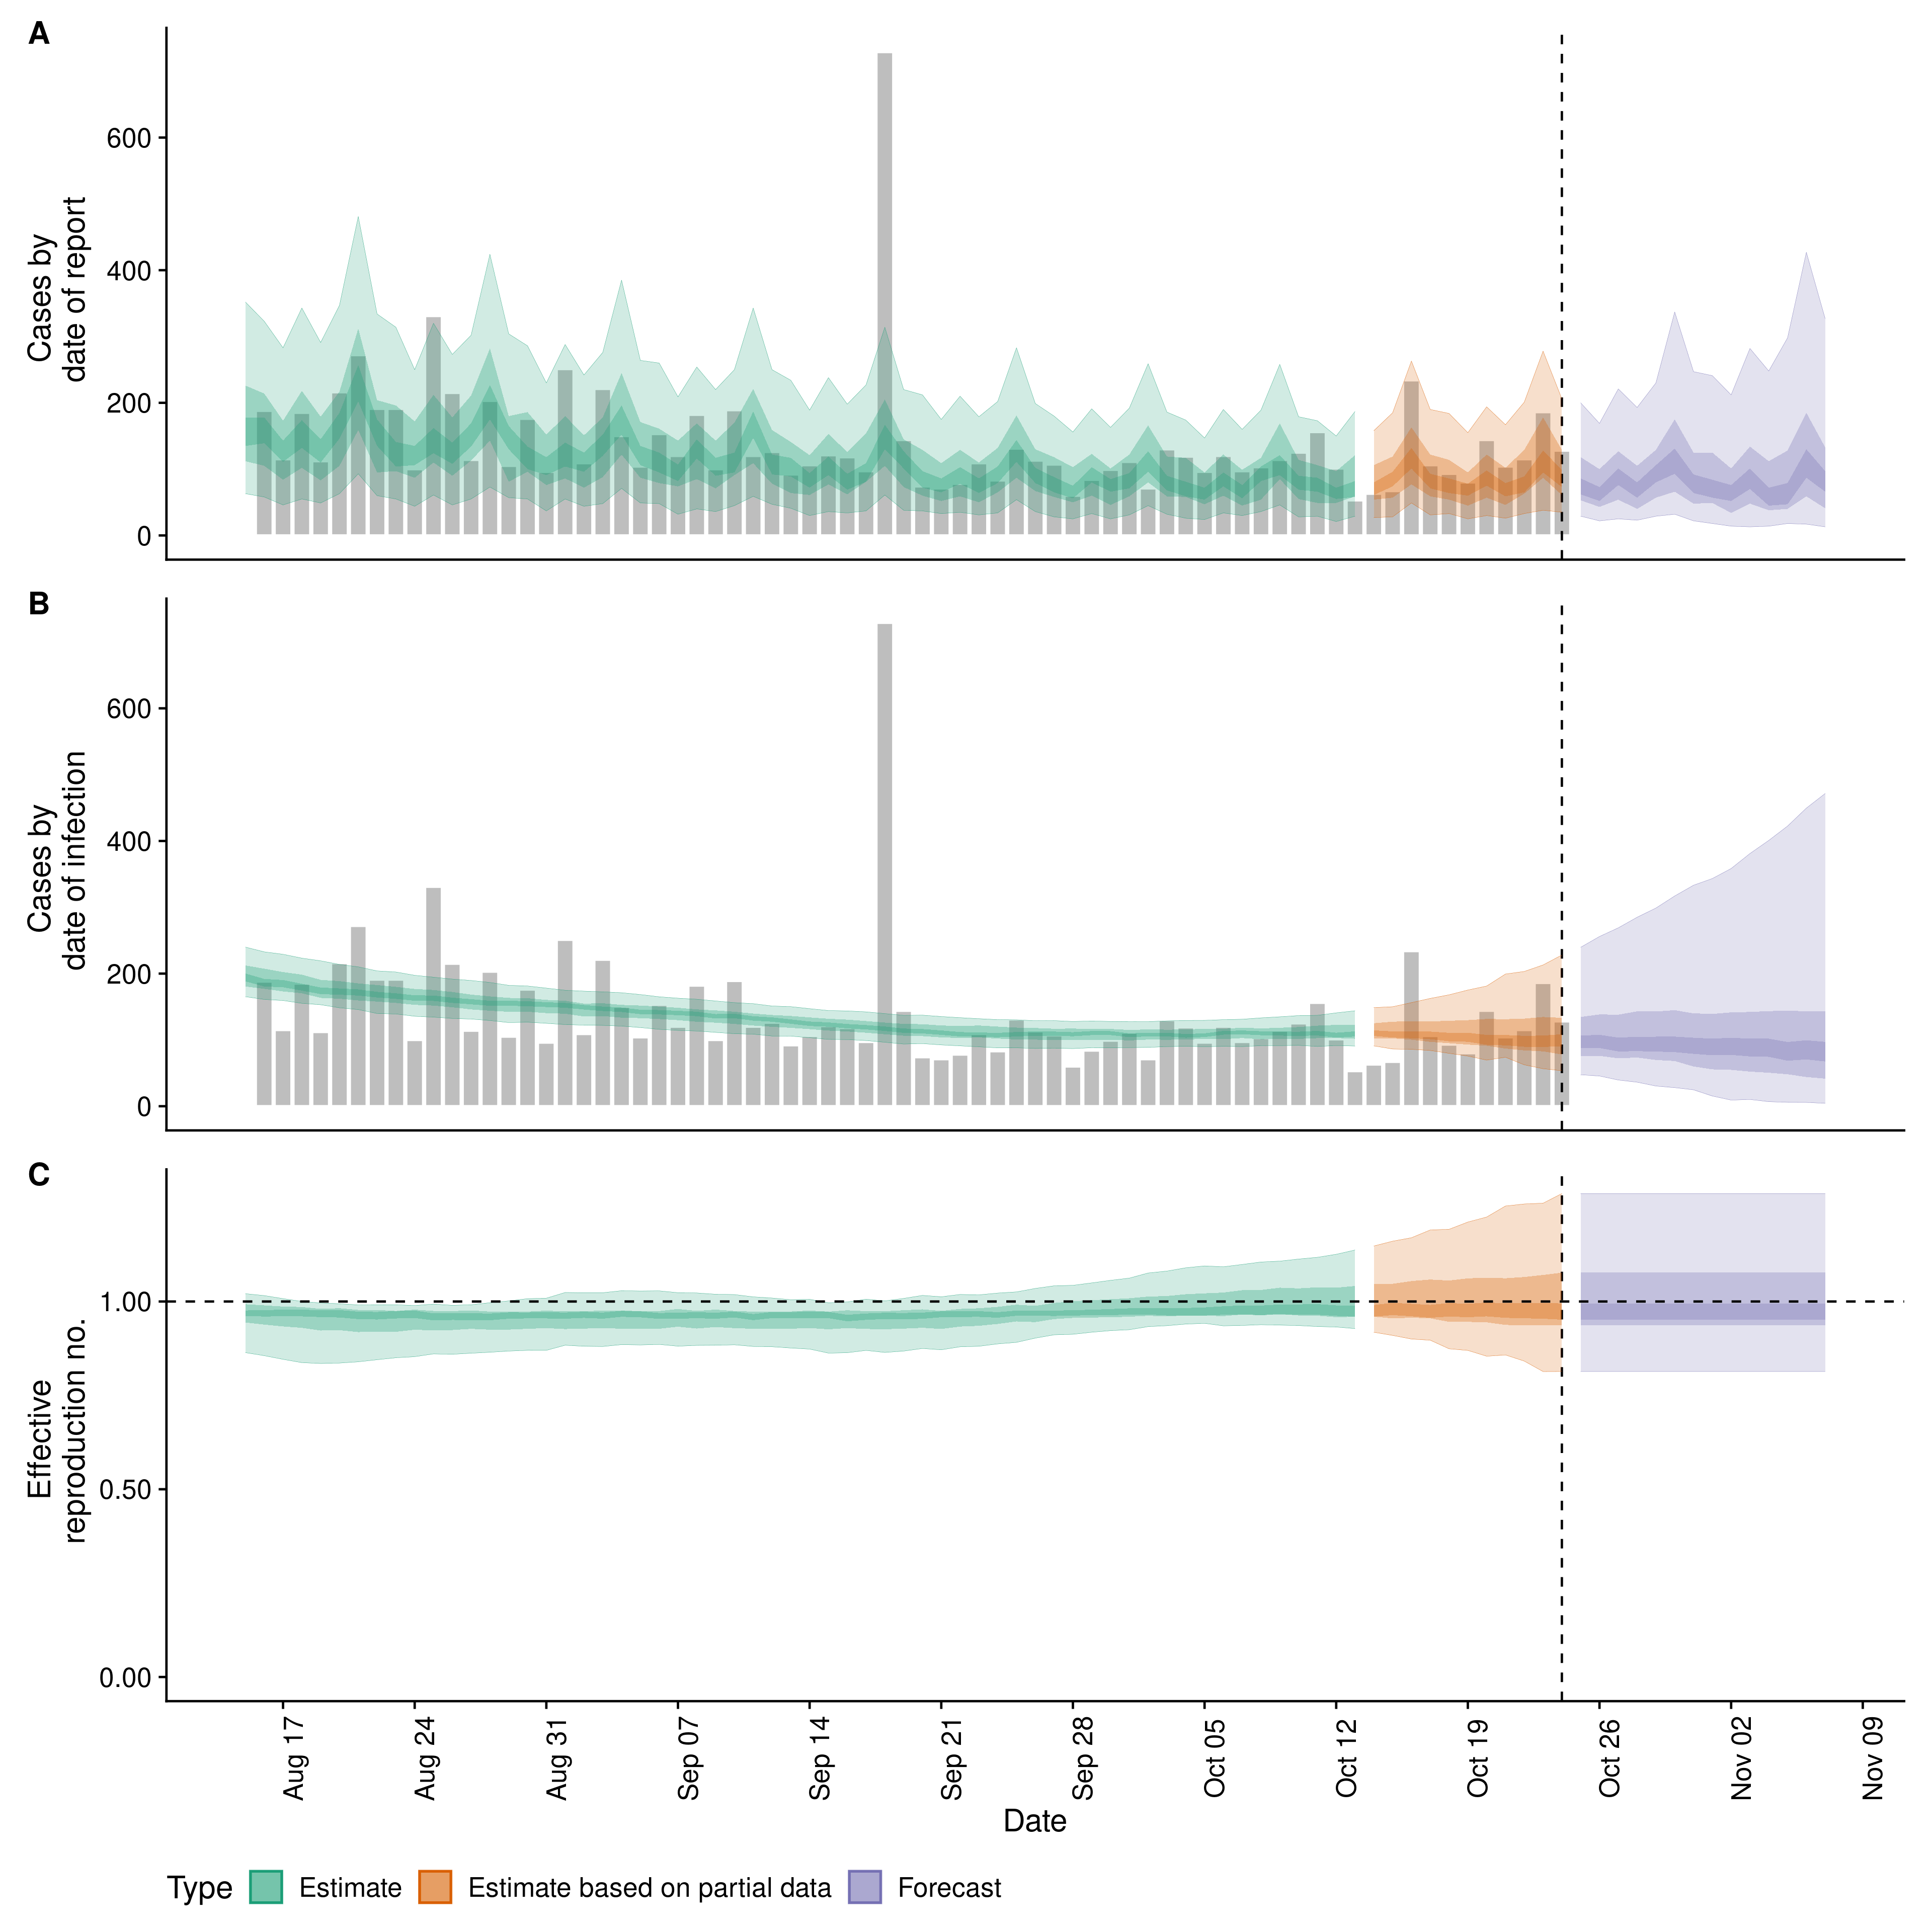 A
Cases by
date of report
600
400
200
0
B
Cases by
date of infection
600
400
200
0
C
Effective
reproduction no.
1.00
0.50
0.00
Aug 17
Aug 24
Aug 31
Sep 07
Sep 14
Sep 21
Sep 28
Oct 05
Oct 12
Oct 19
Oct 26
Nov 02
Nov 09
Date
Type Estimate Estimate based on partial data Forecast